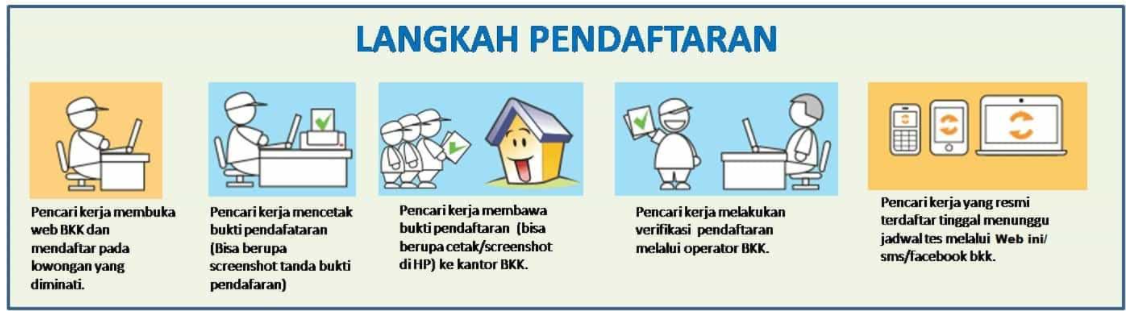 LANGKAH PENDAFTARAN
Pencari kerja membuka
web BKK dan
mendaftar pada
lowongan yang
diminati.
Pencari kerja mencetak
bukti pendafataran
(Bisa berupa
screenshot tanda bukti
pendafaran)
Pencari kerja membawa
bukti pendaftaran (bisa
berupa cetak/screenshot
di HP) ke kantor BKK.
Pencari kerja melakukan
verifikasi pendaftaran
melalui operator BKK.
Pencari kerja yang resmi
terdaftar tinggal menunggu
jadwal tes melalui Web ini/
sms/facebook bkk.